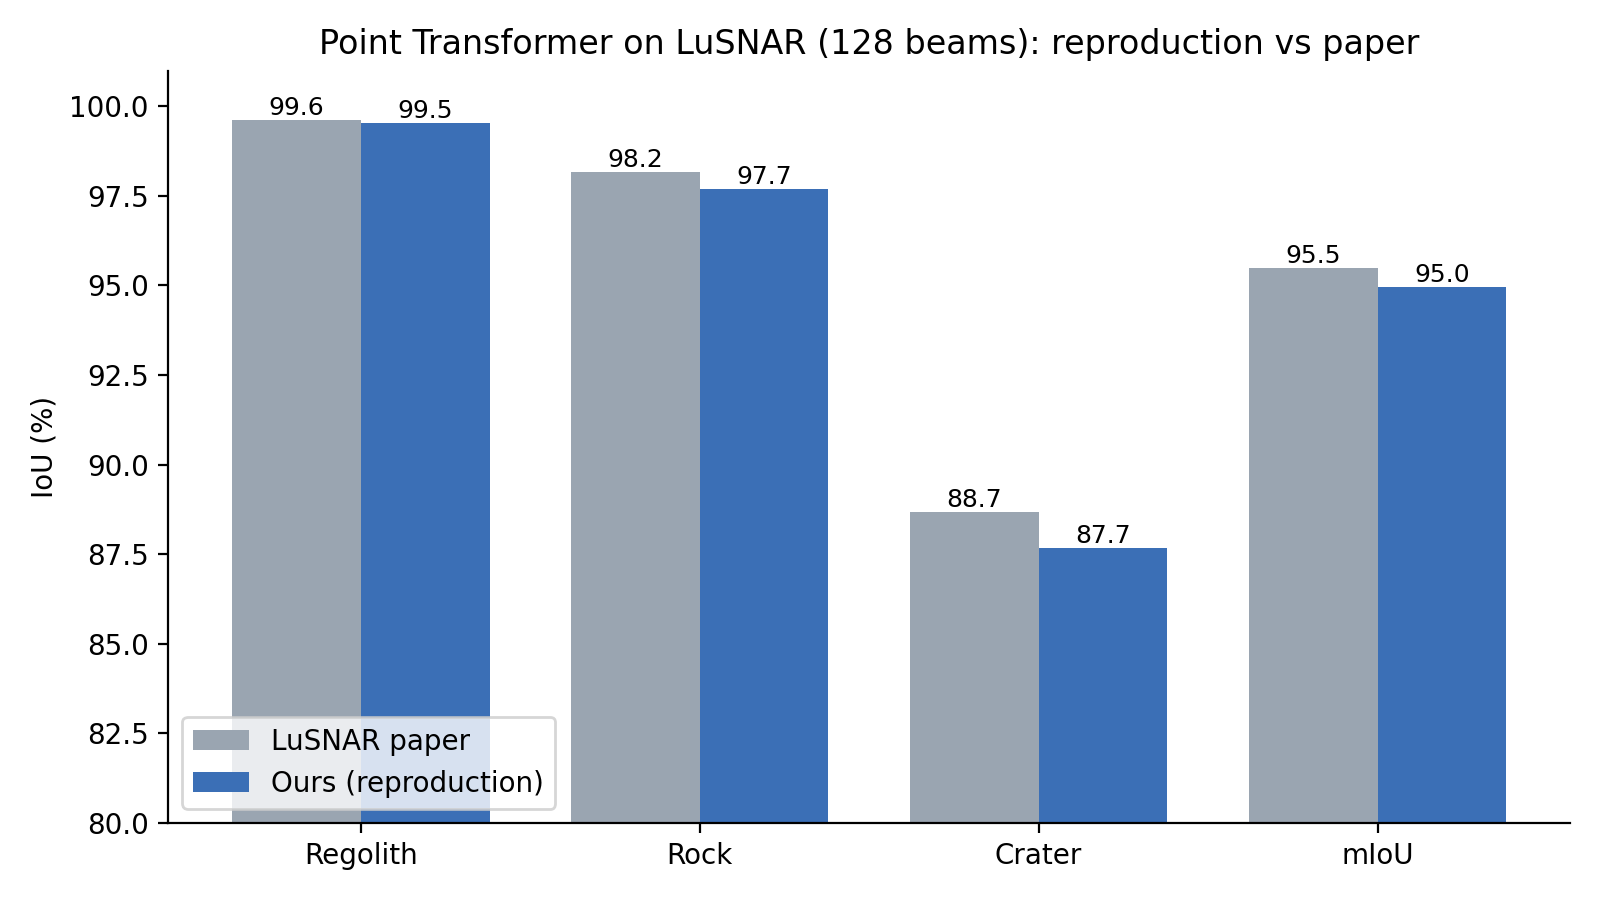 Point Transformer on LuSNAR (128 beams): reproduction vs paper
IoU (%)
100.0
97.5
95.0
92.5
90.0
87.5
85.0
82.5
80.0
99.6
99.5
98.2
97.7
88.7
87.7
95.5
95.0
LuSNAR paper
Ours (reproduction)
Regolith
Rock
Crater
mIoU